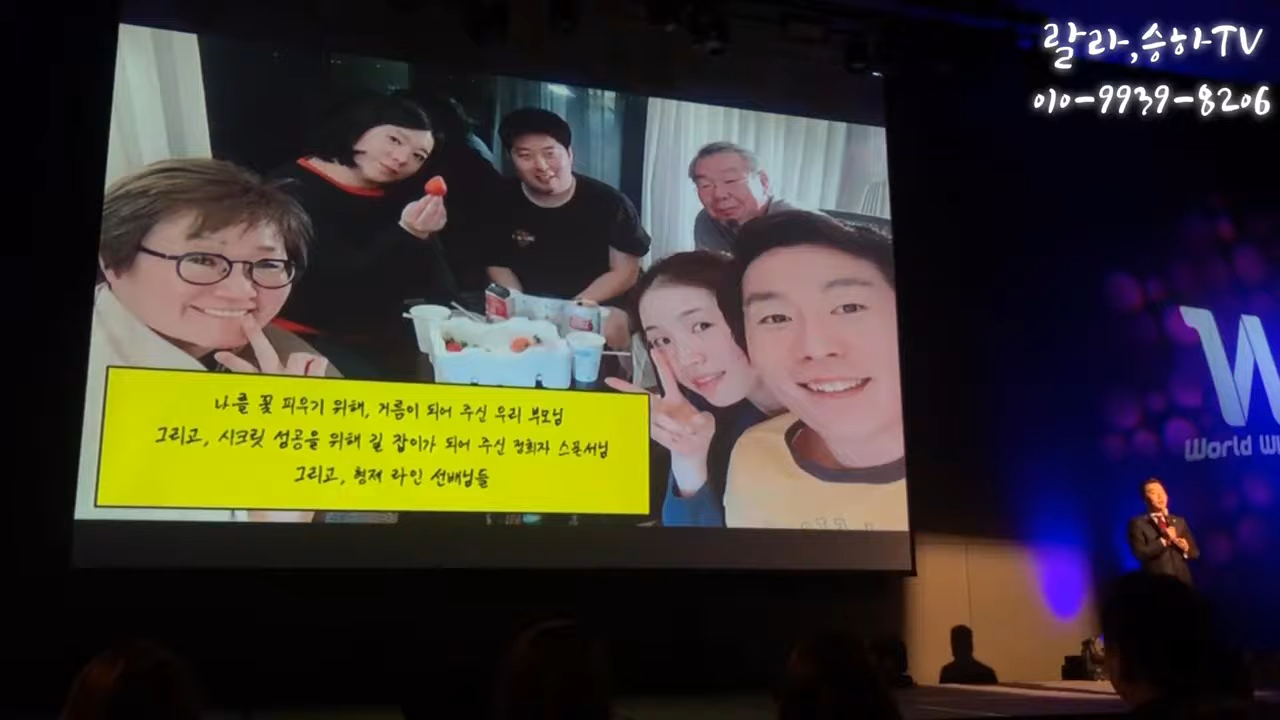 랄라,승하TV
010-9939-8206
나를 꽃 피우기 위해, 거름이 되어 주신 우리 부모님
그리고, 시크릿 성공을 위해 길 잡이가 되어 주신 정희자 스폰서님
그리고, 형제 라인 선배님들
W
World